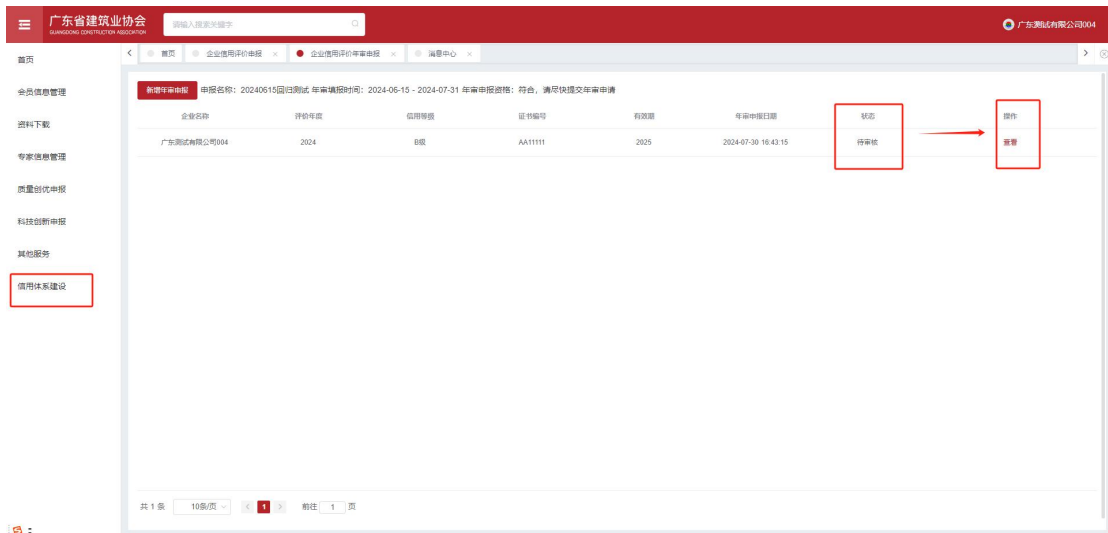 广东省建筑业协会
GUANGDONG CONSTRUCTION ASSOCIATION
请输入搜索关键字
广东测试有限公司004
首页 企业信用评价申报 企业信用评价年审申报 消息中心
首页
会员信息管理
资料下载
专家信息管理
质量创优申报
科技创新申报
其他服务
信用体系建设
新增年审申报 申报名称：20240615回归测试 年审填报时间：2024-06-15 - 2024-07-31 年审申报资格：符合，请尽快提交年审申请
企业名称 评价年度 信用等级 证书编号 有效期 年审申报日期 状态 操作
广东测试有限公司004 2024 B级 AA11111 2025 2024-07-30 16:43:15 待审核 查看
共 1 条 10条/页 1 前往 1 页